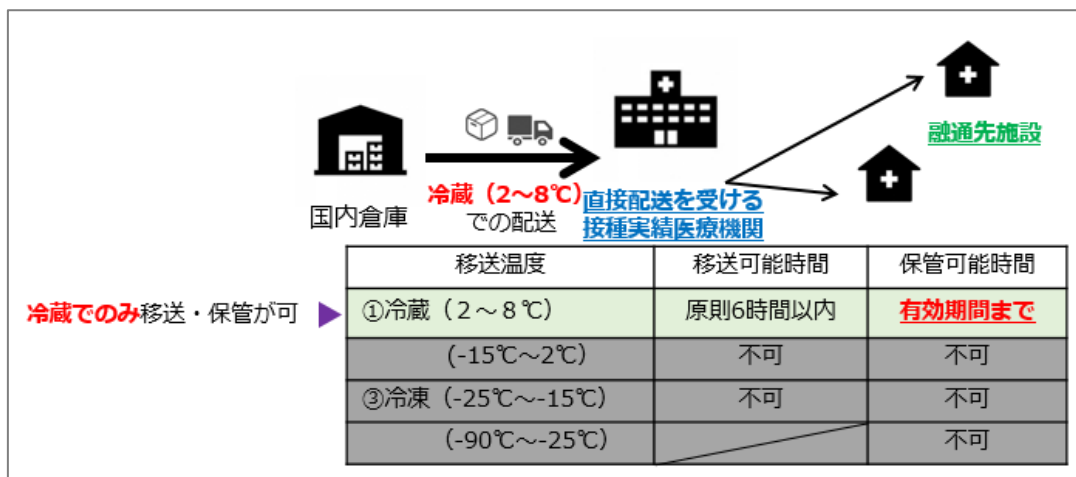 融通先施設
冷蔵(2~8℃)
での配送
国内倉庫
直接配送を受ける
接種実績医療機関
移送温度 移送可能時間 保管可能時間
冷蔵でのみ移送・保管が可 ①冷蔵(2~8℃) 原則6時間以内 有効期間まで
(-15℃~2℃) 不可 不可
③冷凍(-25℃~-15℃) 不可 不可
(-90℃~-25℃) 不可